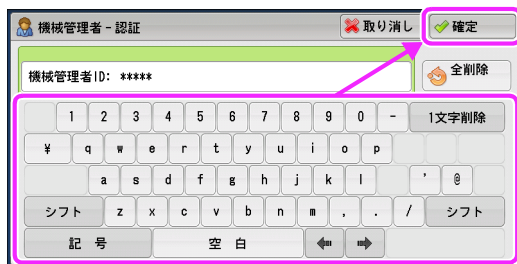 機械管理者 - 認証 取り消し 確定
機械管理者ID: ***** 全削除
1 2 3 4 5 6 7 8 9 0 - 1文字削除
¥ q w e r t y u i o p
a s d f g h j k l ' @
シフト z x c v b n m , . / シフト
記 号 空 白